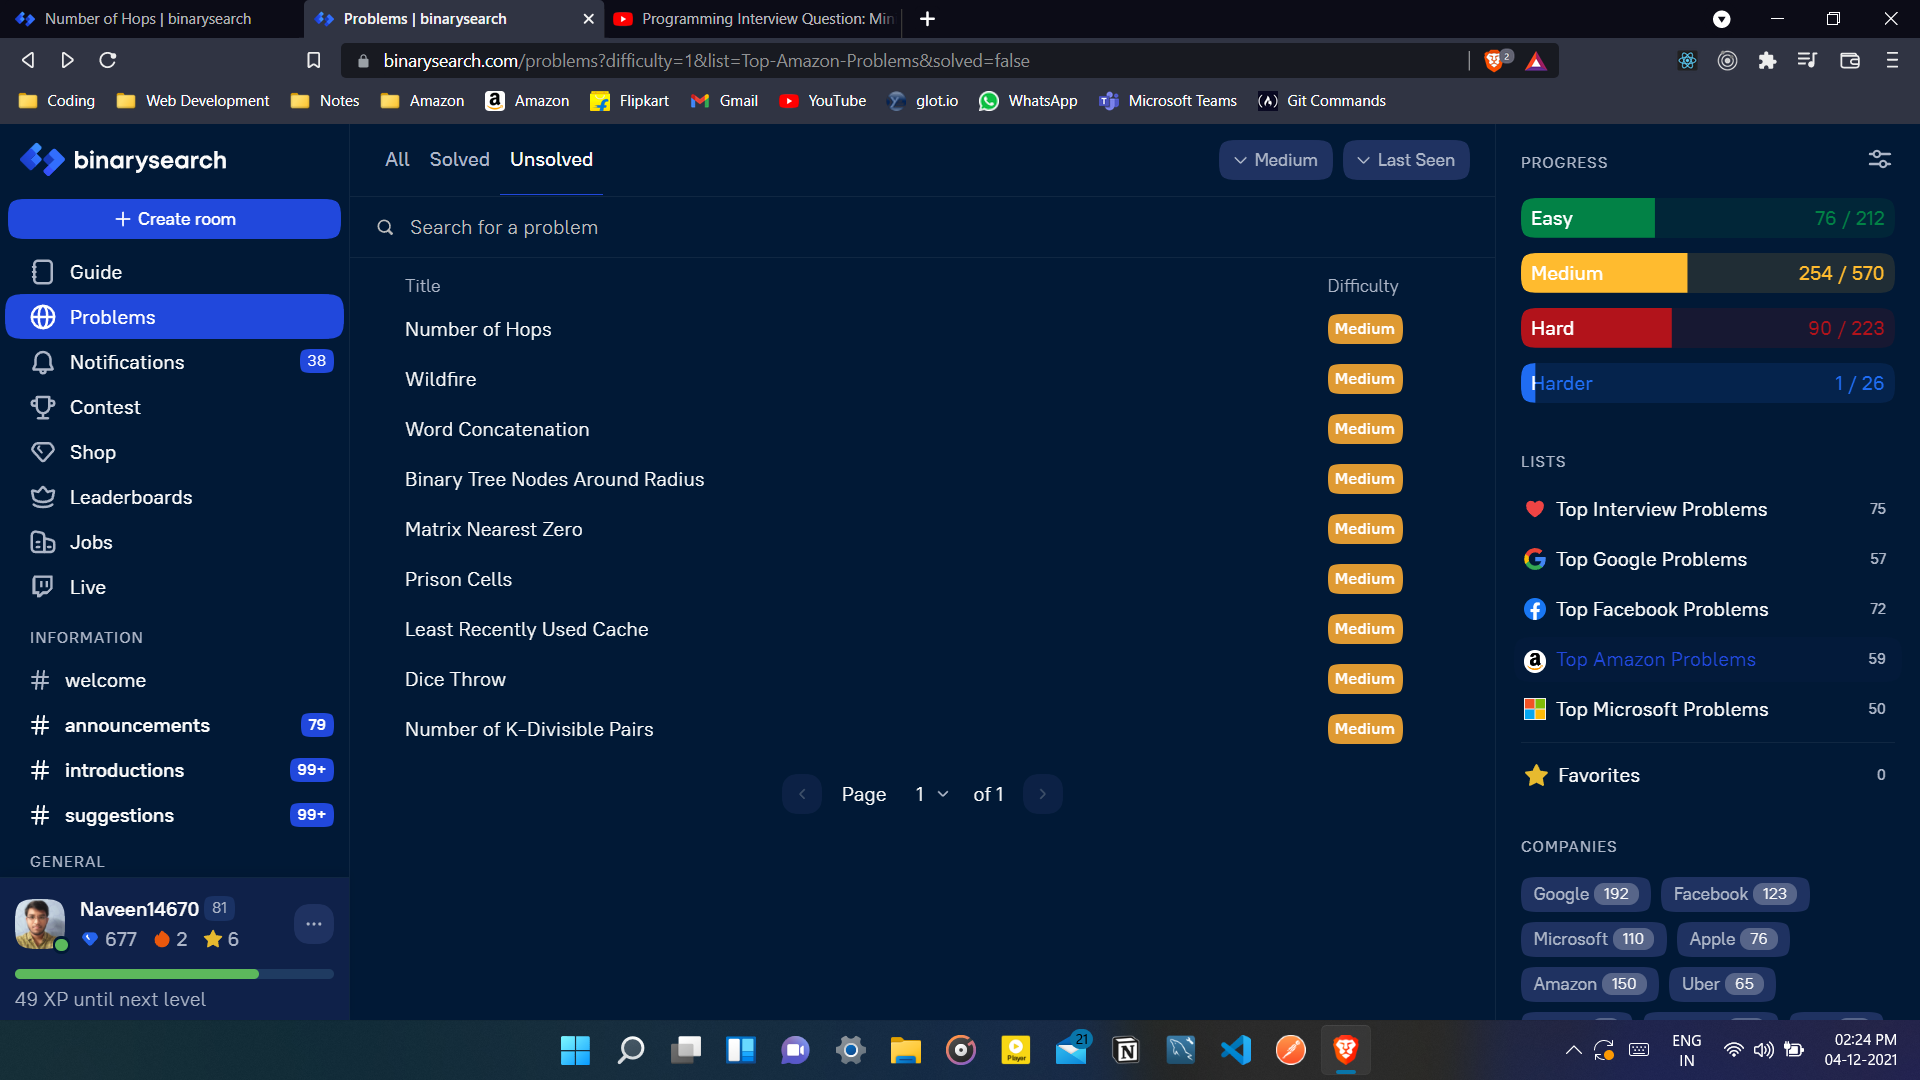 Number of Hops | binarysearch
Problems | binarysearch
Programming Interview Question: Min
binarysearch.com/problems?difficulty=1&list=Top-Amazon-Problems&solved=false
2
Coding
Web Development
Notes
Amazon
Amazon
Flipkart
Gmail
YouTube
glot.io
WhatsApp
Microsoft Teams
Git Commands
binarysearch
+ Create room
Guide
Problems
Notifications 38
Contest
Shop
Leaderboards
Jobs
Live
INFORMATION
# welcome
# announcements 79
# introductions 99+
# suggestions 99+
GENERAL
Naveen14670 81
677 2 6
49 XP until next level
All Solved Unsolved
Medium
Last Seen
Search for a problem
Title Difficulty
Number of Hops Medium
Wildfire Medium
Word Concatenation Medium
Binary Tree Nodes Around Radius Medium
Matrix Nearest Zero Medium
Prison Cells Medium
Least Recently Used Cache Medium
Dice Throw Medium
Number of K-Divisible Pairs Medium
Page 1 of 1
PROGRESS
Easy 76 / 212
Medium 254 / 570
Hard 90 / 223
Harder 1 / 26
LISTS
Top Interview Problems 75
Top Google Problems 57
Top Facebook Problems 72
Top Amazon Problems 59
Top Microsoft Problems 50
Favorites 0
COMPANIES
Google 192 Facebook 123
Microsoft 110 Apple 76
Amazon 150 Uber 65
Player
21
ENG
IN
02:24 PM
04-12-2021